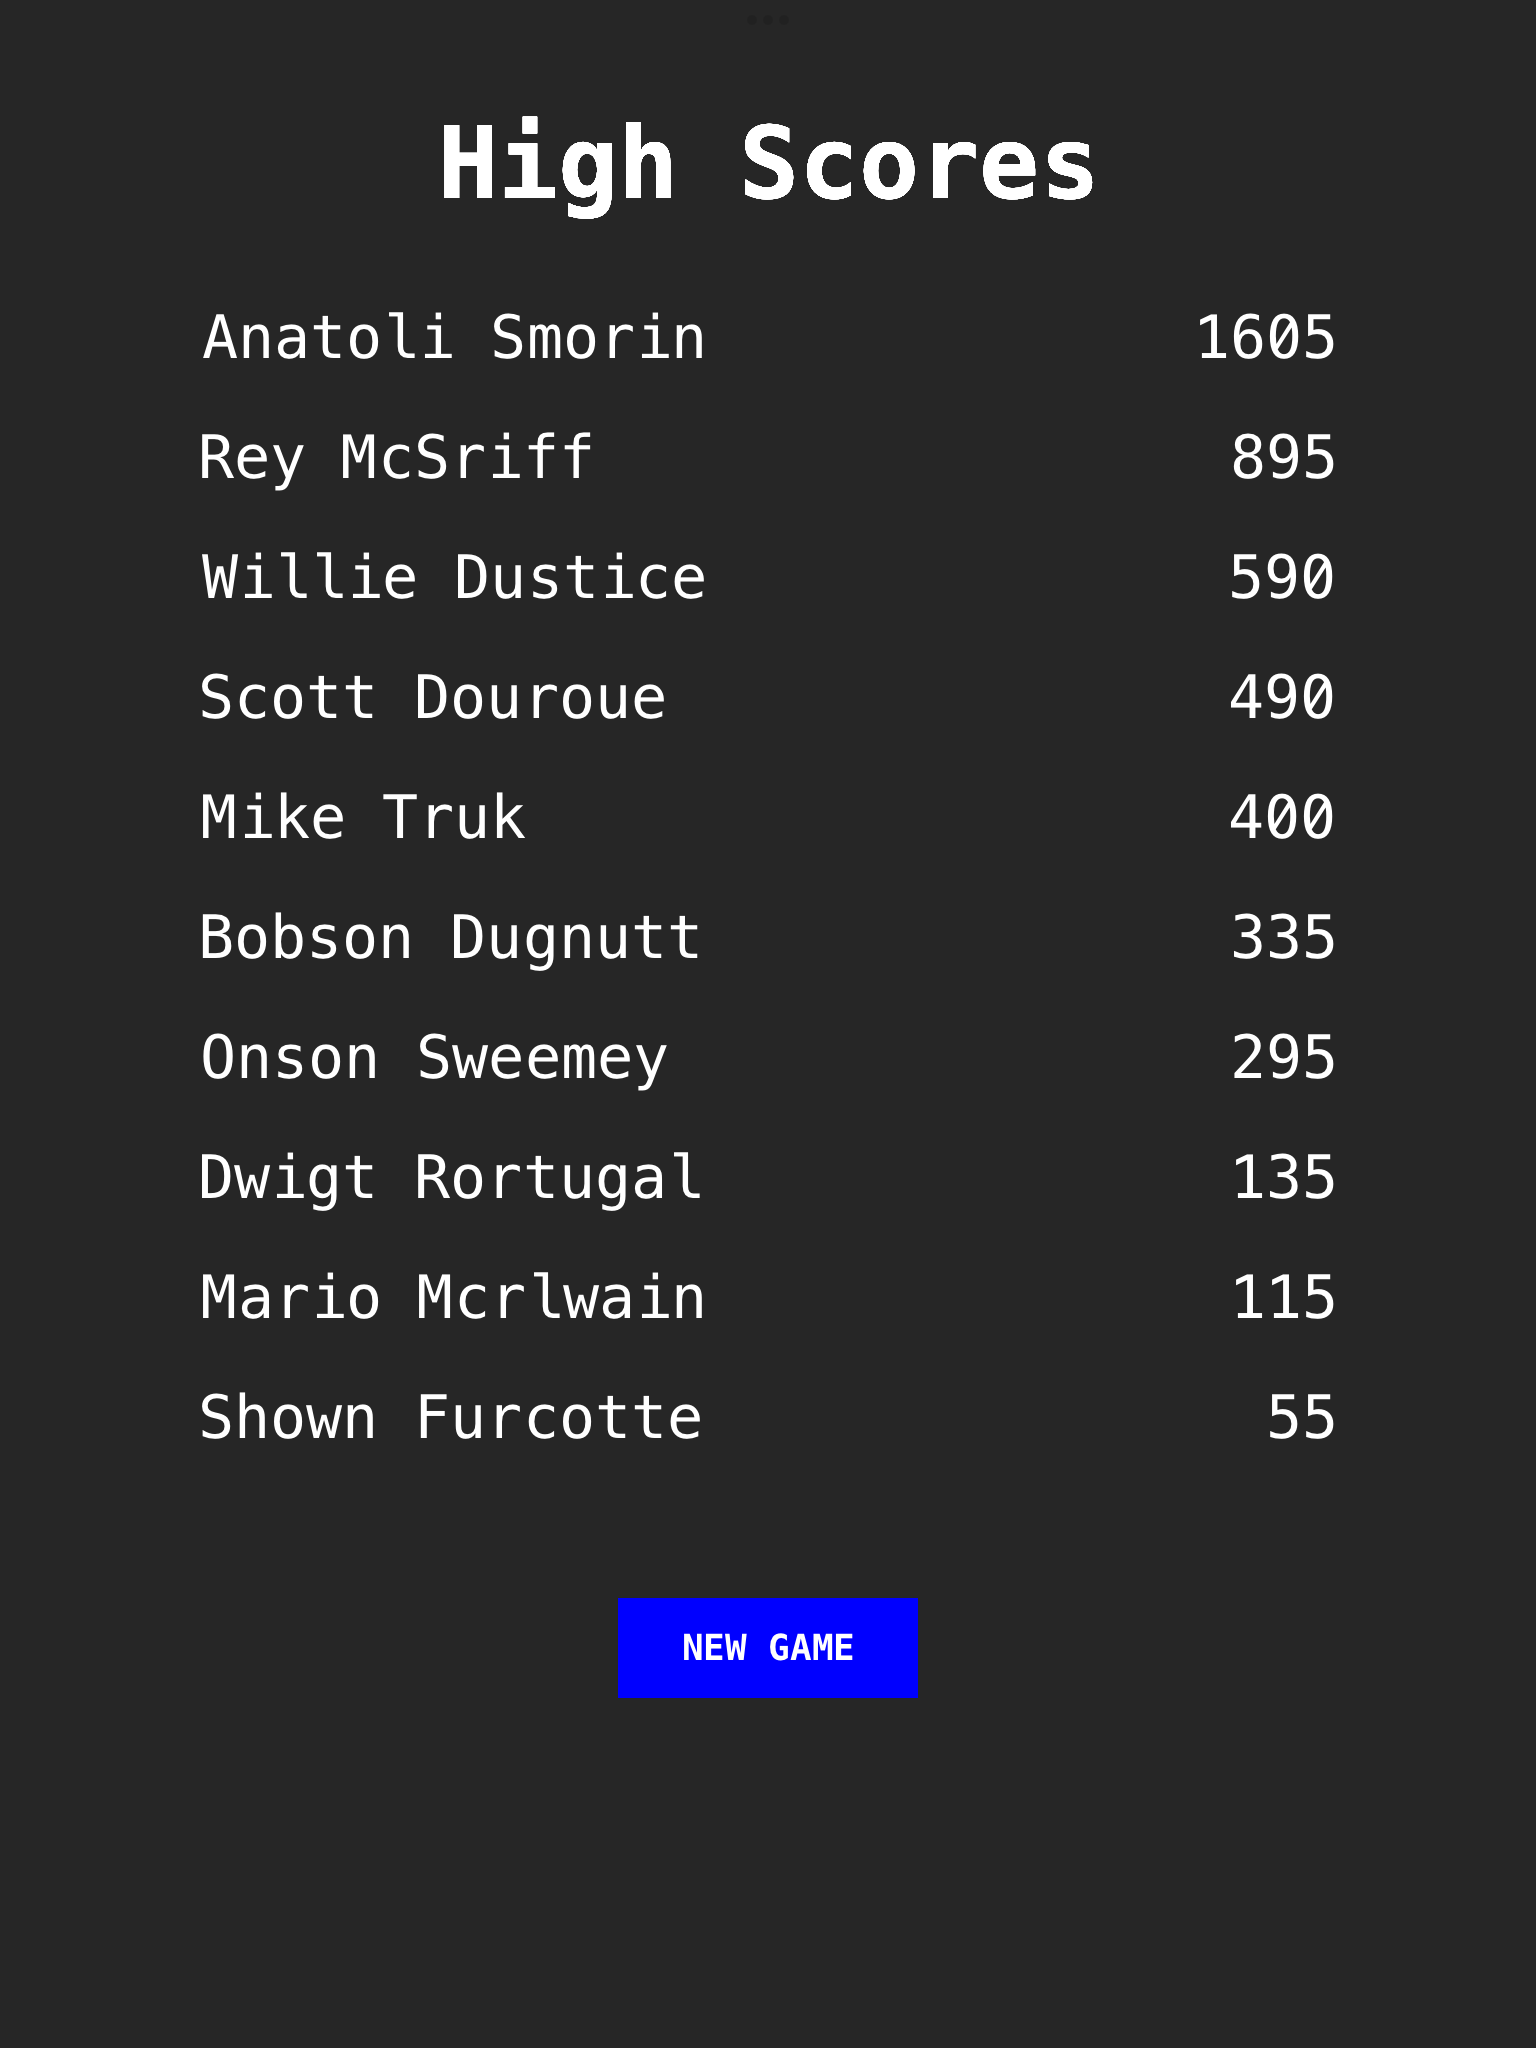 High Scores
Anatoli Smorin 1605
Rey McSriff 895
Willie Dustice 590
Scott Douroue 490
Mike Truk 400
Bobson Dugnutt 335
Onson Sweemey 295
Dwigt Rortugal 135
Mario Mcrlwain 115
Shown Furcotte 55
NEW GAME